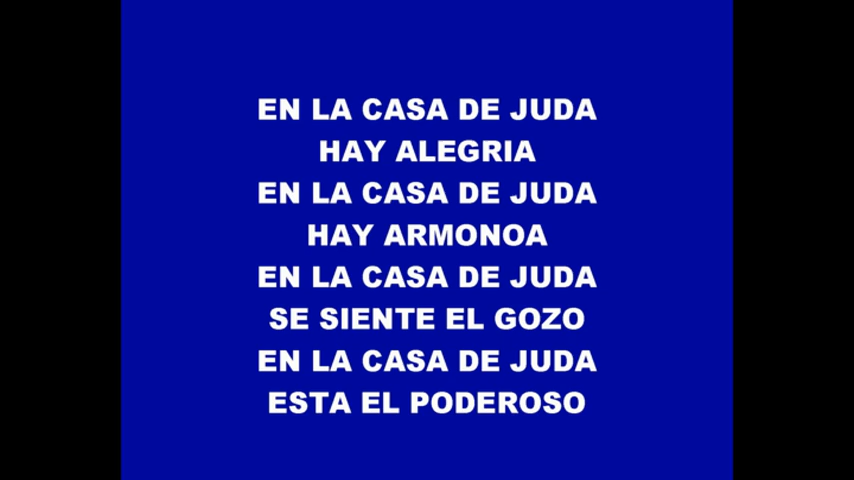 EN LA CASA DE JUDA
HAY ALEGRIA
EN LA CASA DE JUDA
HAY ARMONOA
EN LA CASA DE JUDA
SE SIENTE EL GOZO
EN LA CASA DE JUDA
ESTA EL PODEROSO